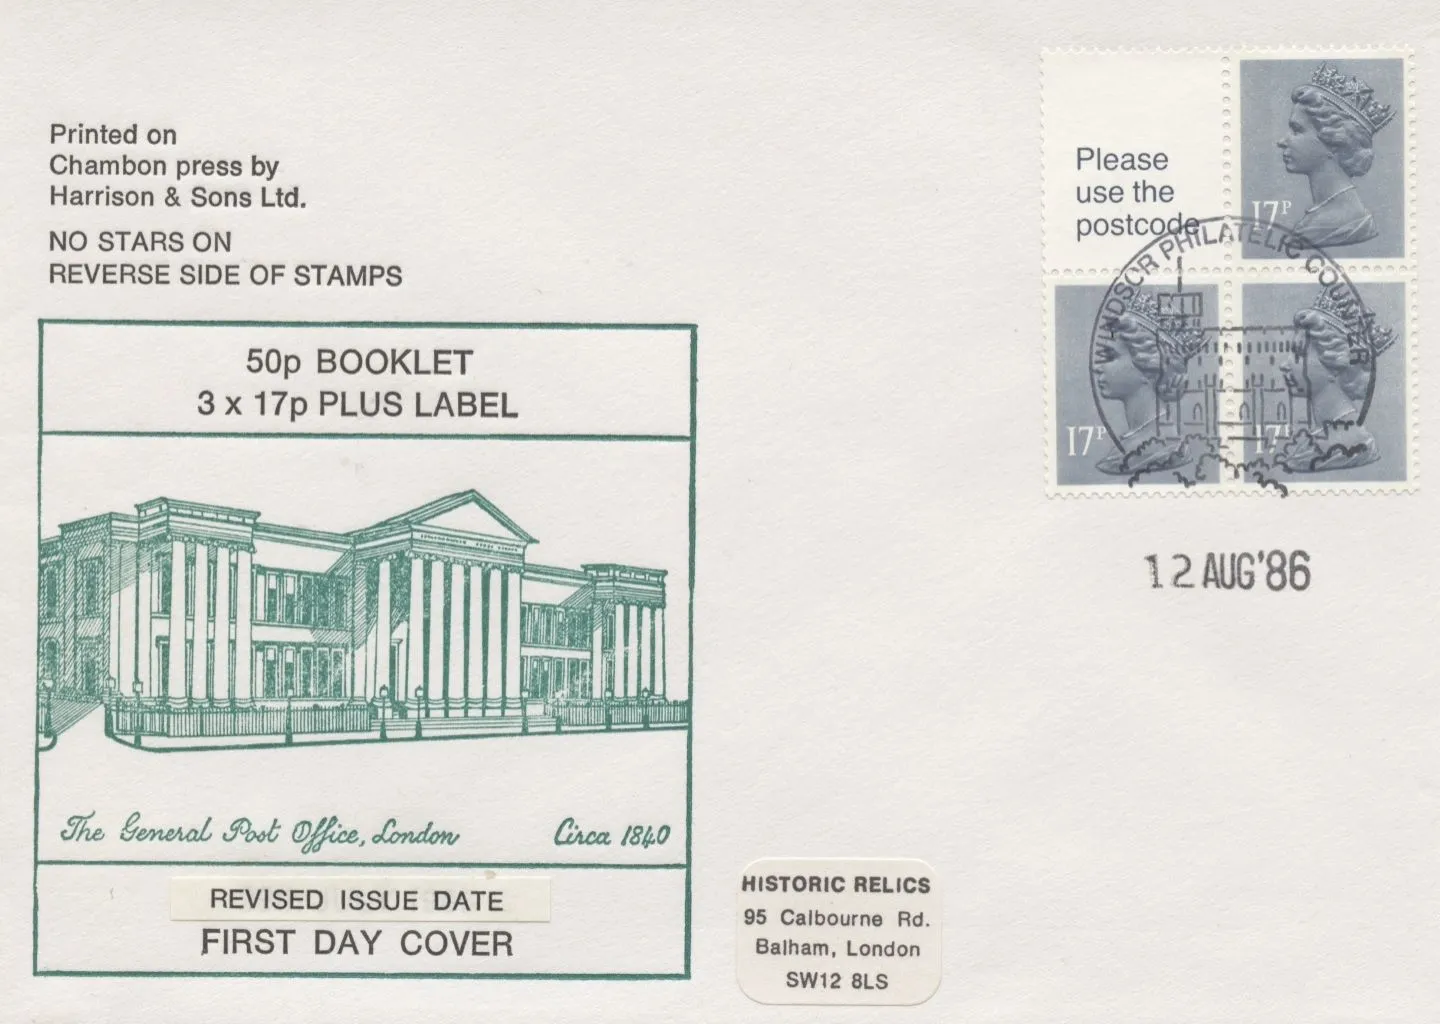 Printed on
Chambon press by
Harrison & Sons Ltd.
NO STARS ON
REVERSE SIDE OF STAMPS
50p BOOKLET
3 x 17p PLUS LABEL
The General Post Office, London Circa 1840
REVISED ISSUE DATE
FIRST DAY COVER
HISTORIC RELICS
95 Calbourne Rd.
Balham, London
SW12 8LS
Please
use the
postcode
17P
17P
17P
WINDSOR PHILATELIC COUNTER
12 AUG'86